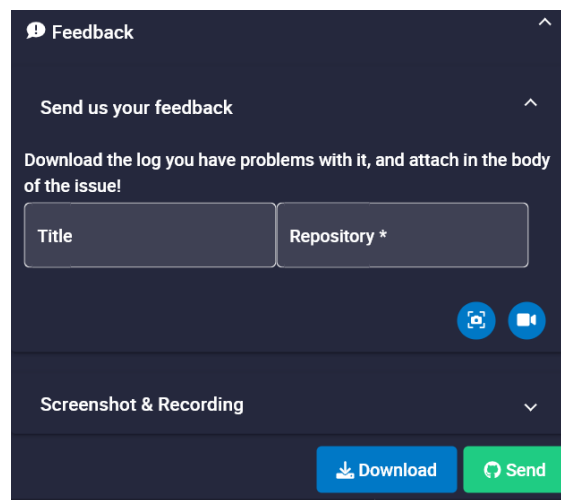 Feedback
Send us your feedback
Download the log you have problems with it, and attach in the body
of the issue!
Title
Repository *
Screenshot & Recording
Download
Send